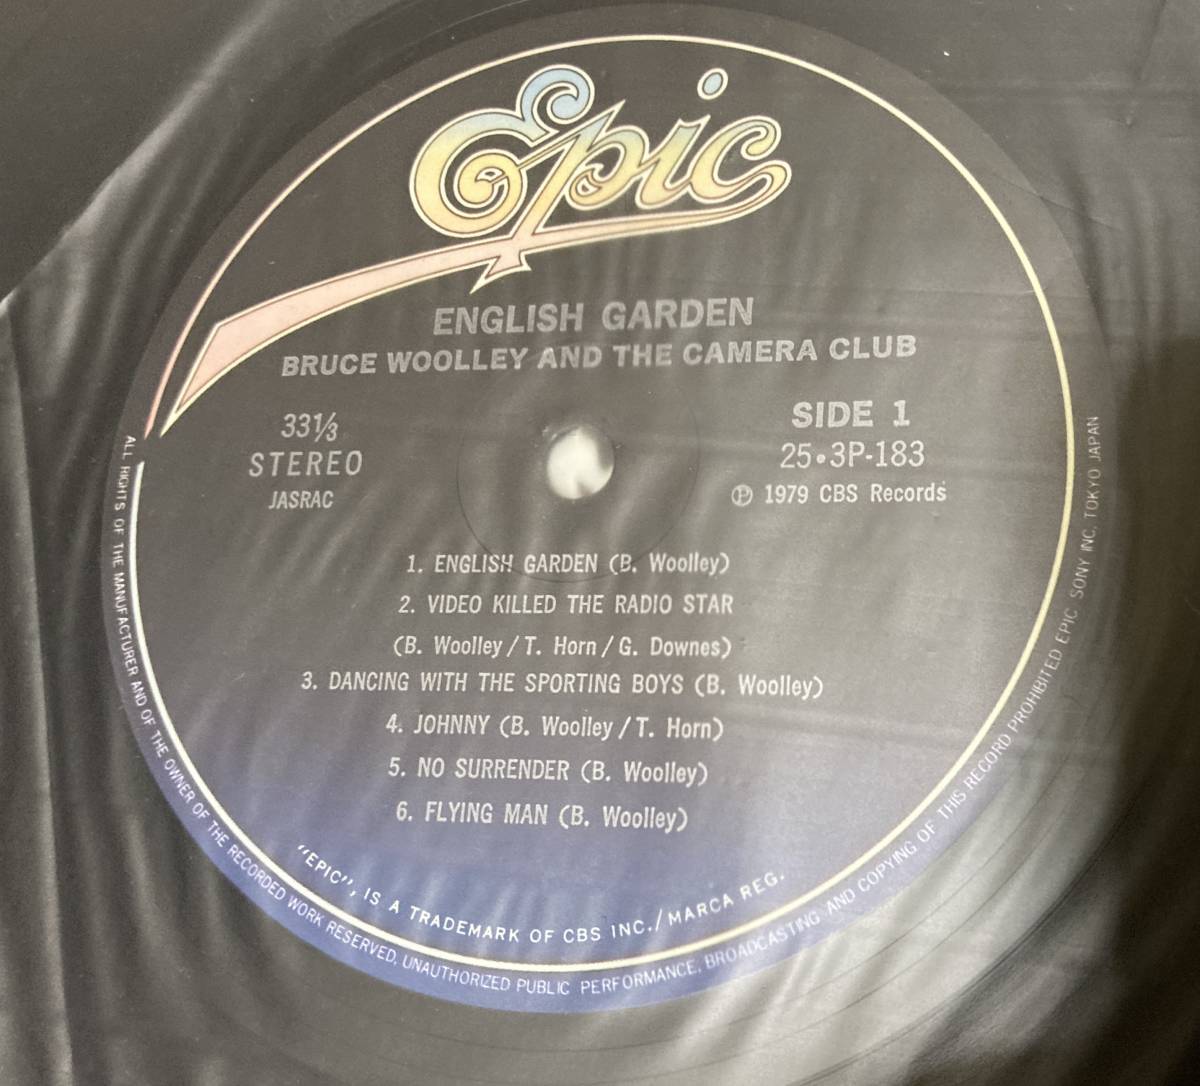 Epic
ENGLISH GARDEN
BRUCE WOOLLEY AND THE CAMERA CLUB
33⅓
STEREO
JASRAC
SIDE 1
25•3P-183
Ⓟ 1979 CBS Records
1. ENGLISH GARDEN (B. Woolley)
2. VIDEO KILLED THE RADIO STAR
(B. Woolley / T. Horn / G. Downes)
3. DANCING WITH THE SPORTING BOYS (B. Woolley)
4. JOHNNY (B. Woolley / T. Horn)
5. NO SURRENDER (B. Woolley)
6. FLYING MAN (B. Woolley)
"EPIC", IS A TRADEMARK OF CBS INC./MARCA REG.
ALL RIGHTS OF THE MANUFACTURER AND OF THE OWNER OF THE RECORDED WORK RESERVED. UNAUTHORIZED PUBLIC PERFORMANCE, BROADCASTING AND COPYING OF THIS RECORD PROHIBITED EPIC SONY INC. TOKYO JAPAN